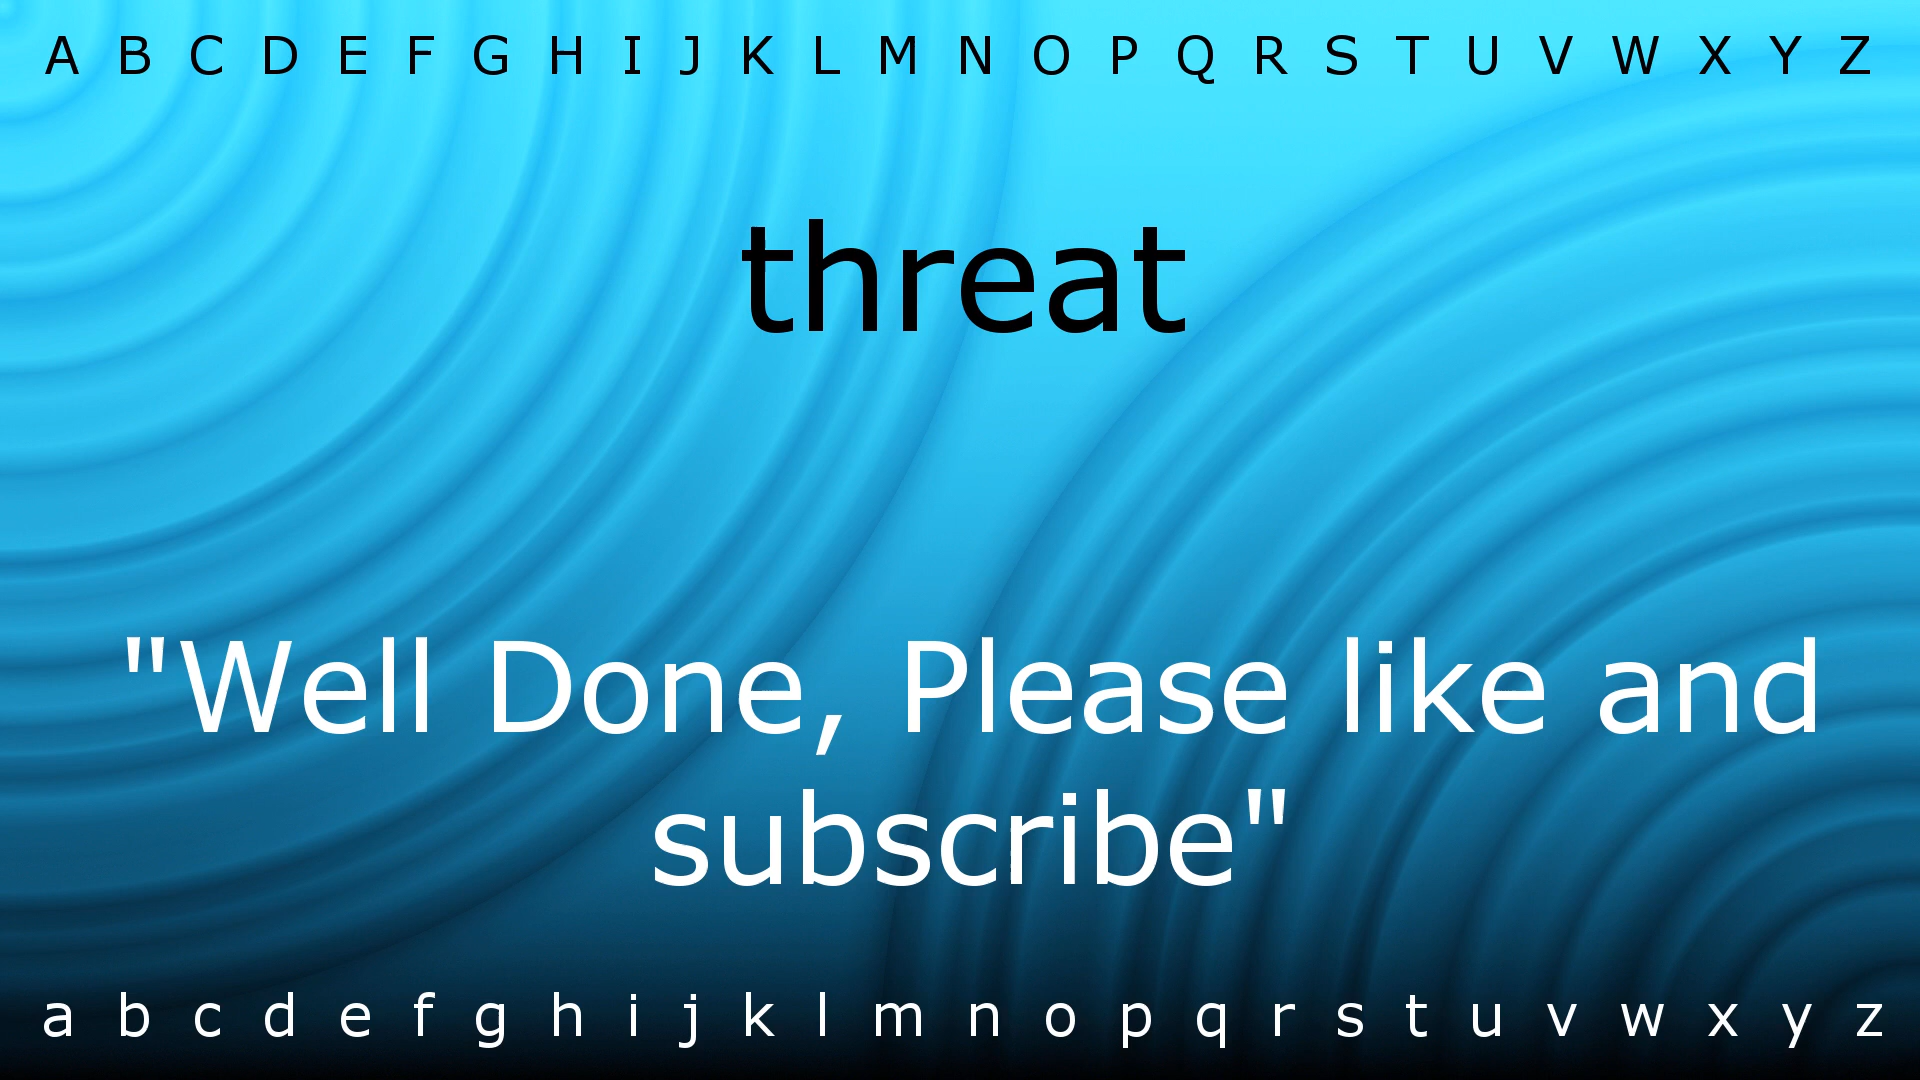 A B C D E F G H I J K L M N O P Q R S T U V W X Y Z
threat
"Well Done, Please like and
subscribe"
a b c d e f g h i j k l m n o p q r s t u v w x y z